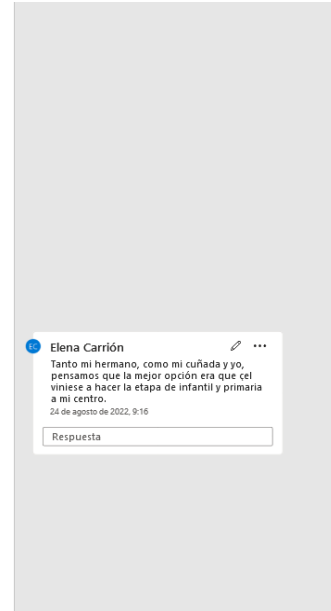 EC
Elena Carrión
Tanto mi hermano, como mi cuñada y yo,
pensamos que la mejor opción era que çel
viniese a hacer la etapa de infantil y primaria
a mi centro.
24 de agosto de 2022, 9:16
Respuesta